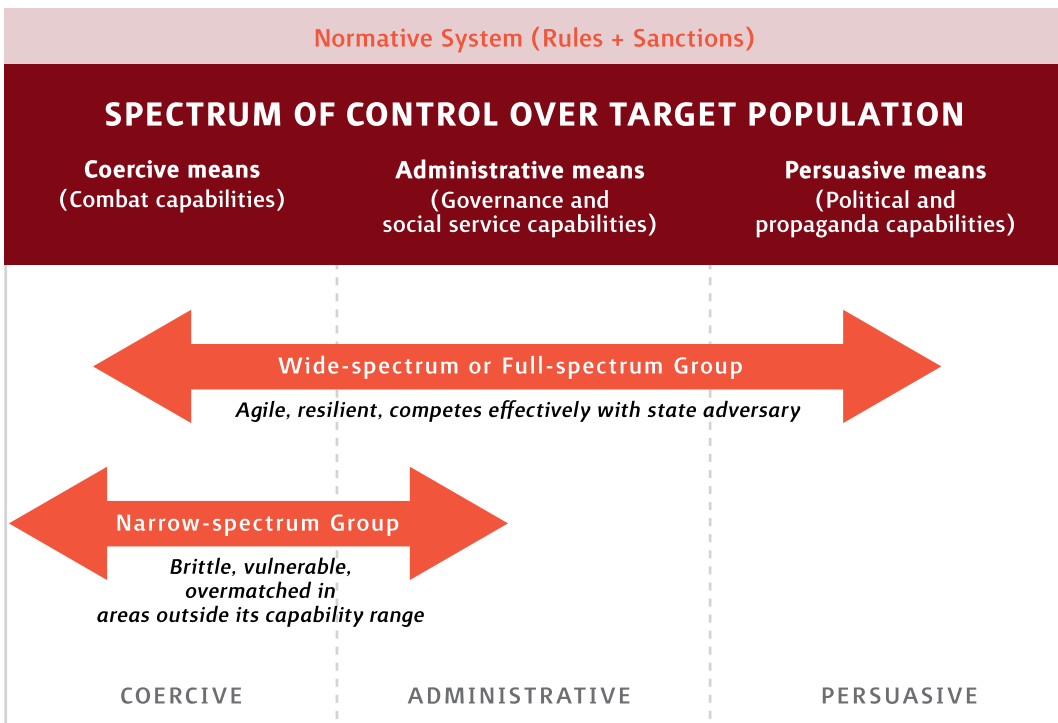 Normative System (Rules + Sanctions)
SPECTRUM OF CONTROL OVER TARGET POPULATION
Coercive means
(Combat capabilities)
Administrative means
(Governance and
social service capabilities)
Persuasive means
(Political and
propaganda capabilities)
Wide-spectrum or Full-spectrum Group
Agile, resilient, competes effectively with state adversary
Narrow-spectrum Group
Brittle, vulnerable,
overmatched in
areas outside its capability range
COERCIVE
ADMINISTRATIVE
PERSUASIVE